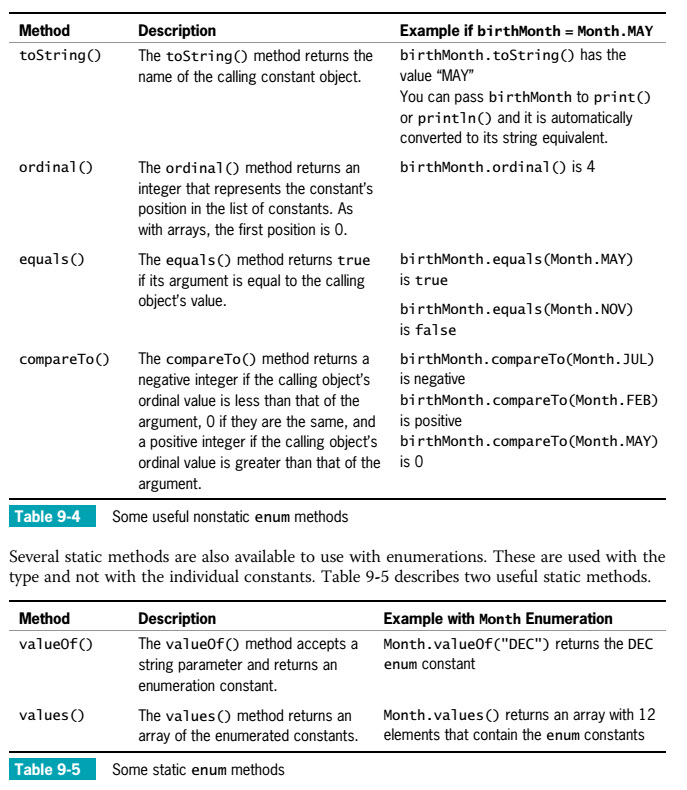 Method Description Example if birthMonth = Month.MAY
toString() The toString() method returns the
name of the calling constant object.
birthMonth.toString() has the
value “MAY”
You can pass birthMonth to print()
or println() and it is automatically
converted to its string equivalent.
ordinal() The ordinal() method returns an
integer that represents the constant’s
position in the list of constants. As
with arrays, the first position is 0.
birthMonth.ordinal() is 4
equals() The equals() method returns true
if its argument is equal to the calling
object’s value.
birthMonth.equals(Month.MAY)
is true
birthMonth.equals(Month.NOV)
is false
compareTo() The compareTo() method returns a
negative integer if the calling object’s
ordinal value is less than that of the
argument, 0 if they are the same, and
a positive integer if the calling object’s
ordinal value is greater than that of the
argument.
birthMonth.compareTo(Month.JUL)
is negative
birthMonth.compareTo(Month.FEB)
is positive
birthMonth.compareTo(Month.MAY)
is 0
Table 9-4 Some useful nonstatic enum methods
Several static methods are also available to use with enumerations. These are used with the
type and not with the individual constants. Table 9-5 describes two useful static methods.
Method Description Example with Month Enumeration
valueOf() The valueOf() method accepts a
string parameter and returns an
enumeration constant.
Month.valueOf("DEC") returns the DEC
enum constant
values() The values() method returns an
array of the enumerated constants.
Month.values() returns an array with 12
elements that contain the enum constants
Table 9-5 Some static enum methods